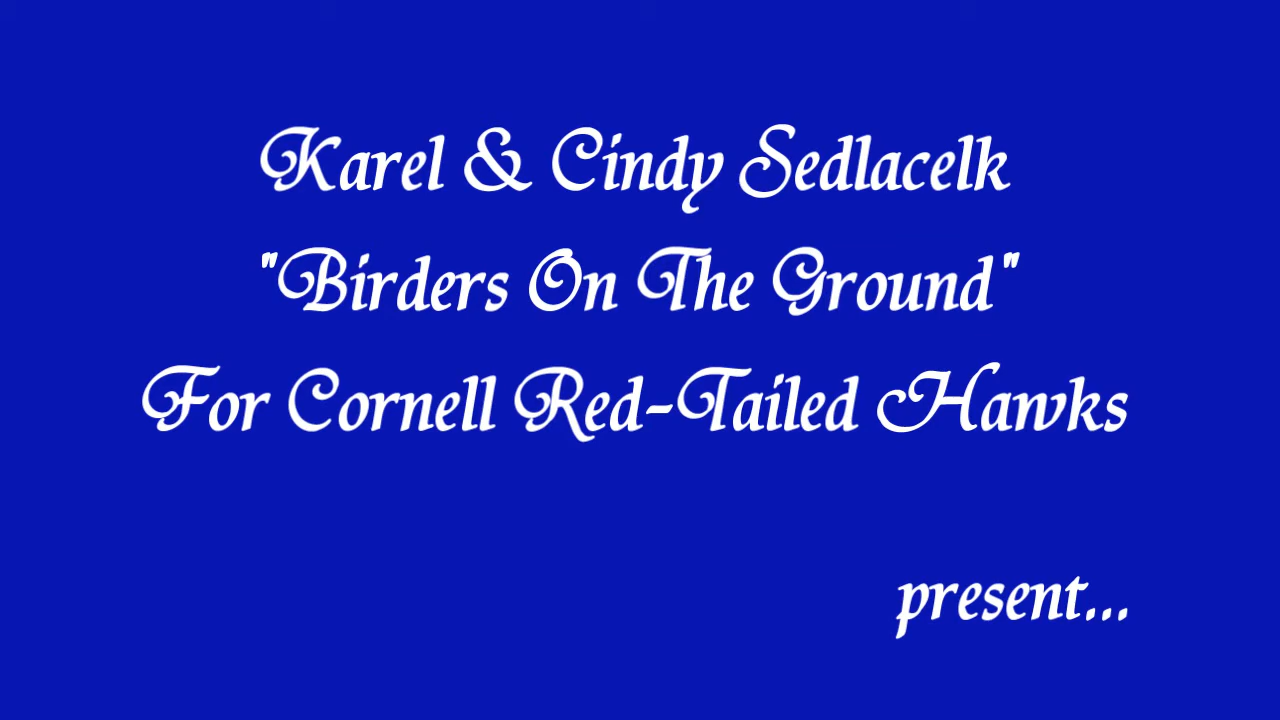 Karel & Cindy Sedlacelk
"Birders On The Ground"
For Cornell Red-Tailed Hawks
present...